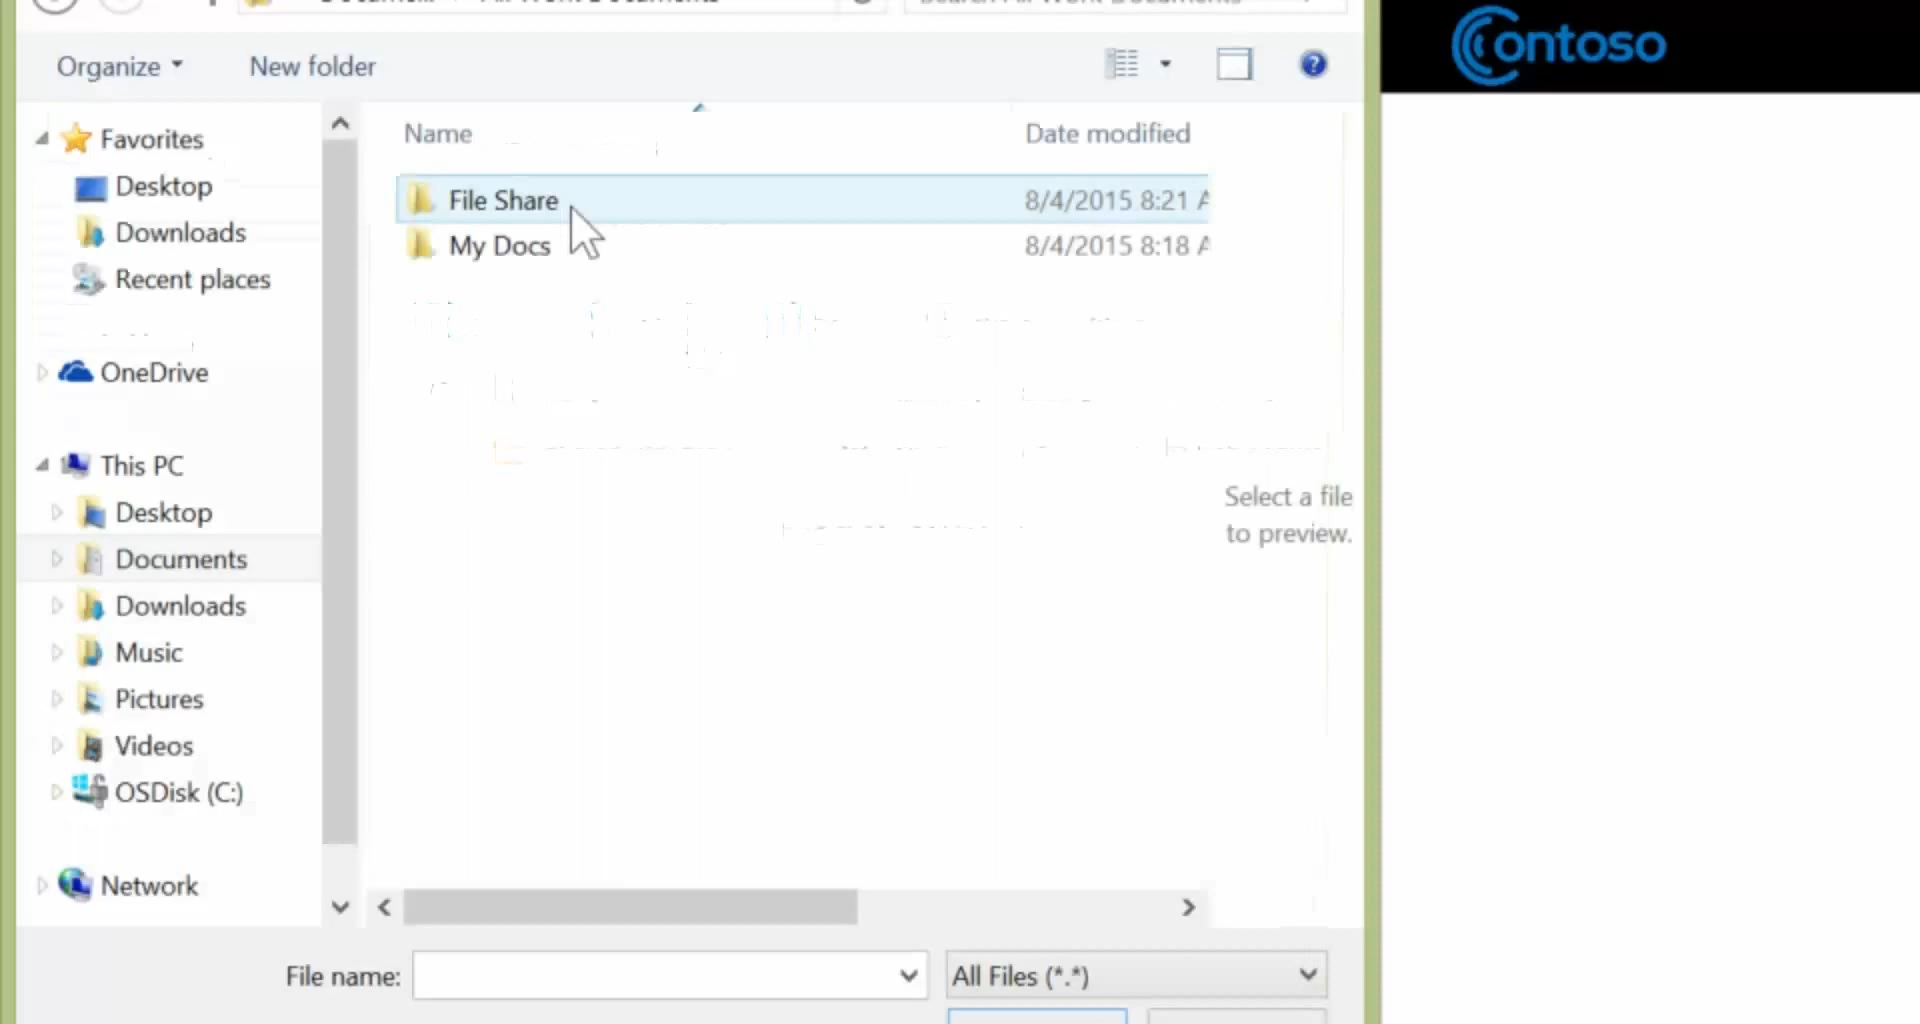 Organize New folder
Contoso
Favorites
Desktop
Downloads
Recent places
OneDrive
This PC
Desktop
Documents
Downloads
Music
Pictures
Videos
OSDisk (C:)
Network
Name Date modified
File Share 8/4/2015 8:21 A
My Docs 8/4/2015 8:18 A
Select a file
to preview.
File name: All Files (*.*)